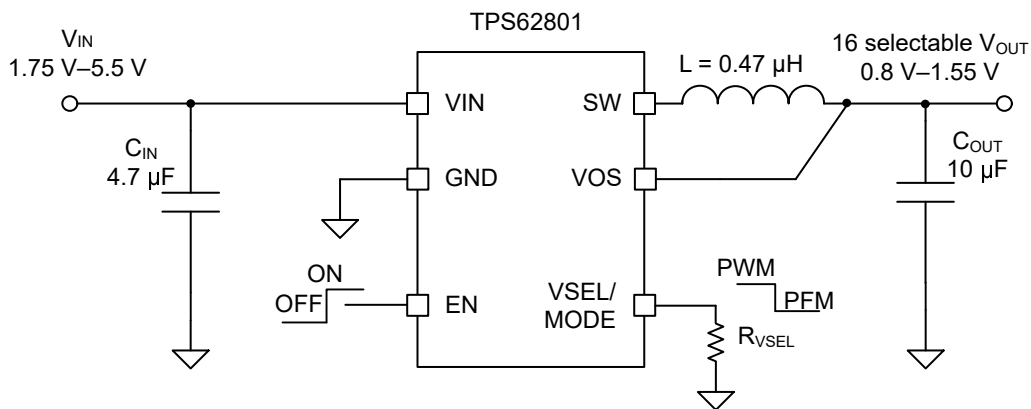 TPS62801
VIN
1.75 V–5.5 V
16 selectable VOUT
0.8 V–1.55 V
L = 0.47 µH
VIN
SW
CIN
4.7 µF
COUT
10 µF
GND
VOS
ON
OFF
EN
VSEL/
MODE
PWM
PFM
RVSEL